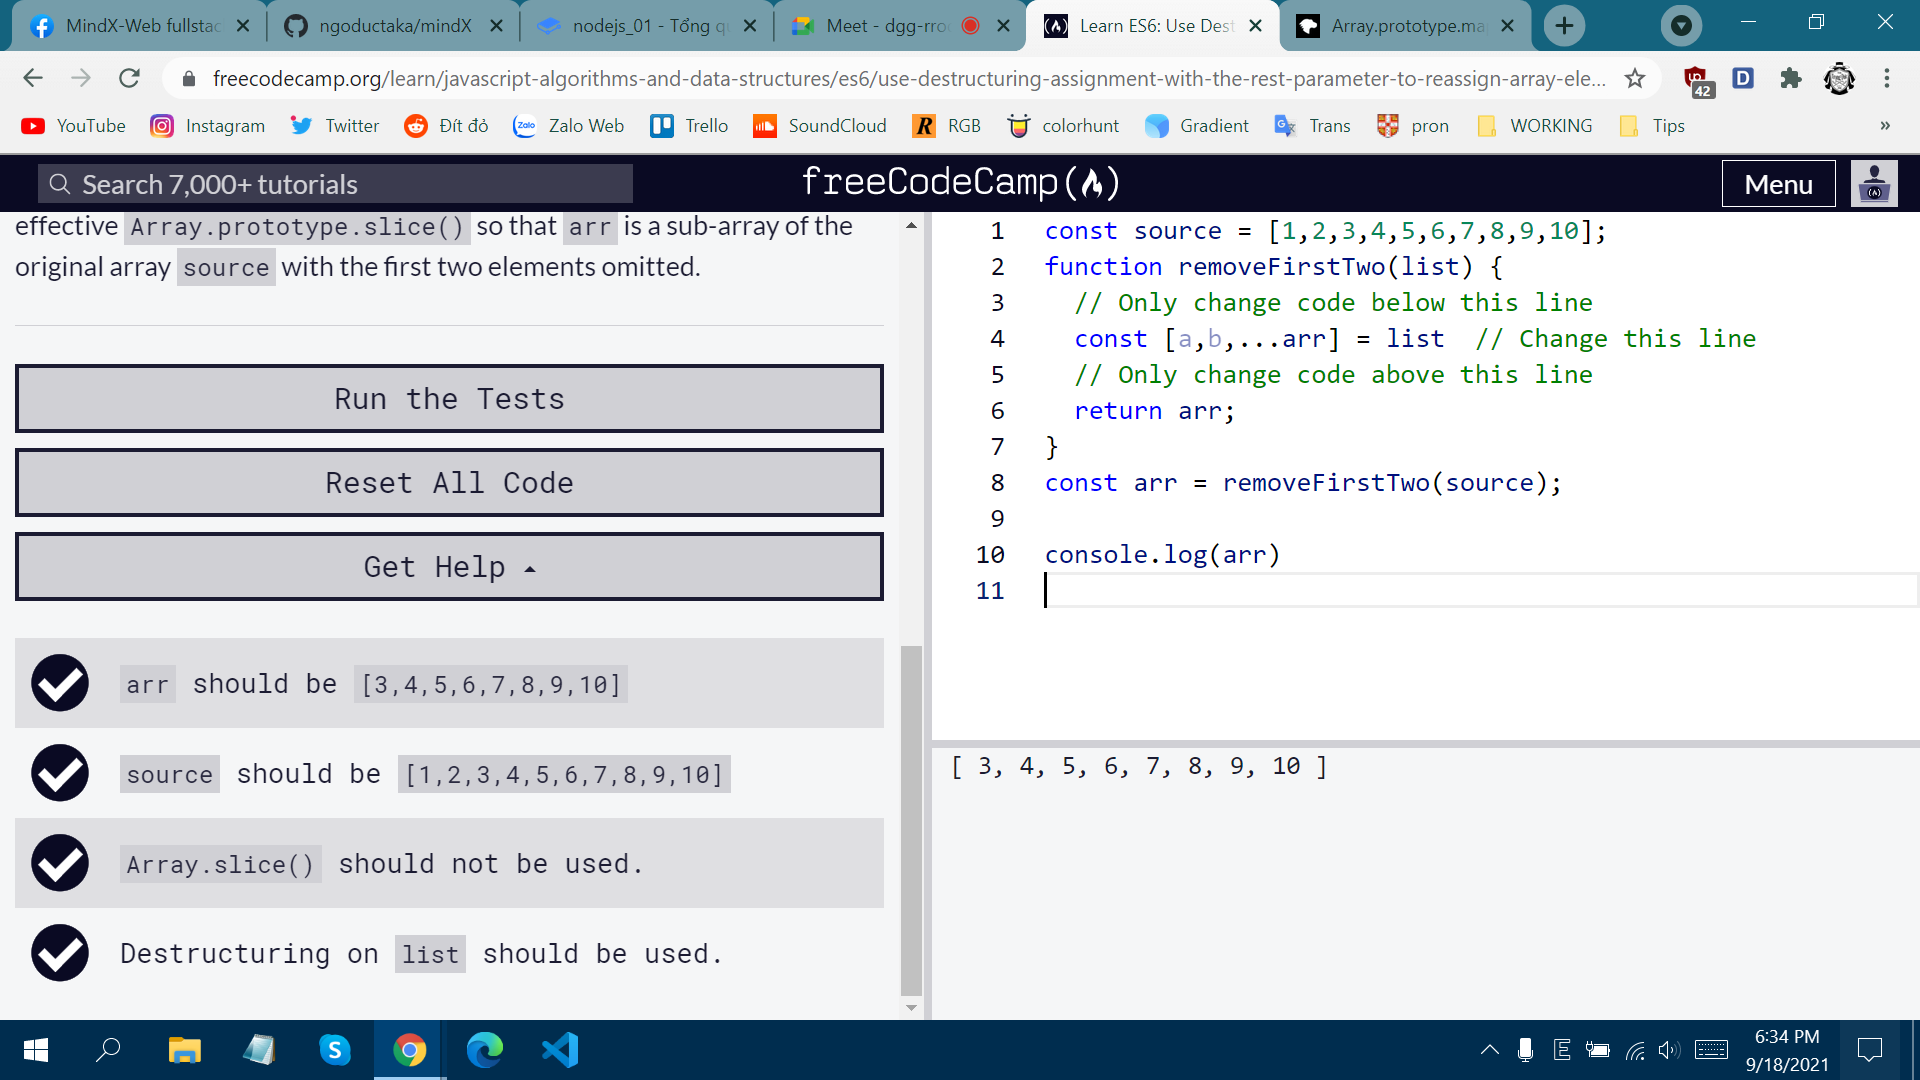 MindX-Web fullstac
ngoductaka/mindX
nodejs_01 - Tổng q
Meet - dgg-rro
Learn ES6: Use Dest
Array.prototype.ma
freecodecamp.org/learn/javascript-algorithms-and-data-structures/es6/use-destructuring-assignment-with-the-rest-parameter-to-reassign-array-ele...
42
D
YouTube
Instagram
Twitter
Đít đỏ
Zalo Web
Trello
SoundCloud
RGB
colorhunt
Gradient
Trans
pron
WORKING
Tips
»
Search 7,000+ tutorials
freeCodeCamp
Menu
effective Array.prototype.slice() so that arr is a sub-array of the
original array source with the first two elements omitted.
Run the Tests
Reset All Code
Get Help
arr should be [3,4,5,6,7,8,9,10]
source should be [1,2,3,4,5,6,7,8,9,10]
Array.slice() should not be used.
Destructuring on list should be used.
1 const source = [1,2,3,4,5,6,7,8,9,10];
2 function removeFirstTwo(list) {
3 // Only change code below this line
4 const [a,b,...arr] = list // Change this line
5 // Only change code above this line
6 return arr;
7 }
8 const arr = removeFirstTwo(source);
9
10 console.log(arr)
11
[ 3, 4, 5, 6, 7, 8, 9, 10 ]
E
6:34 PM
9/18/2021